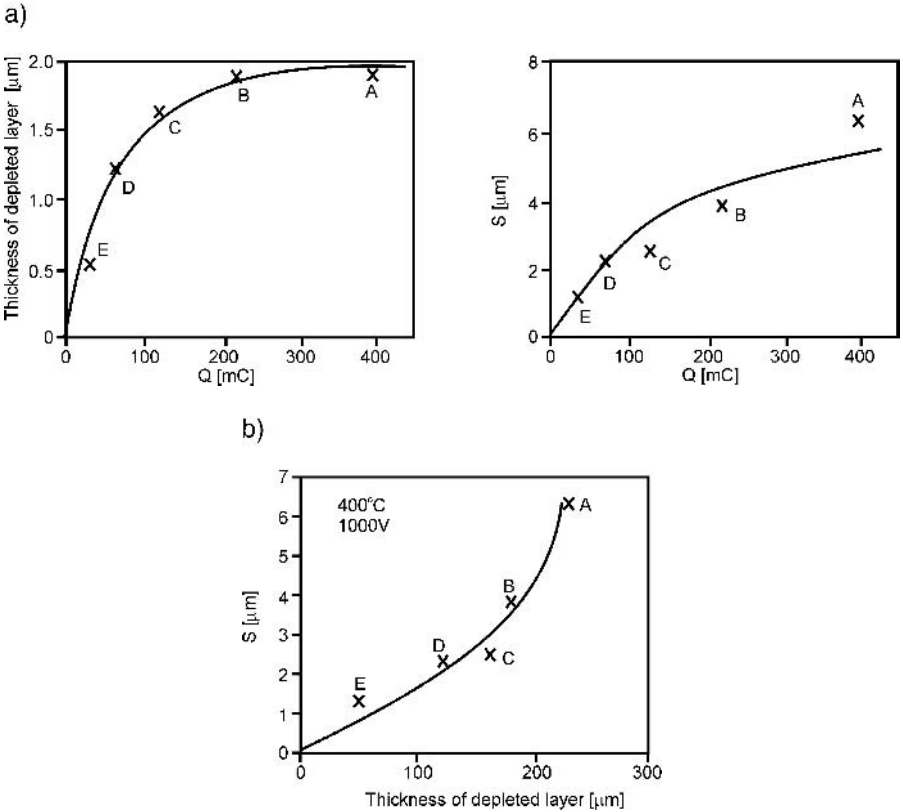 a)
Thickness of depleted layer [µm]
2.0
1.5
1.0
0.5
0
0
100
200
300
400
Q [mC]
A
B
C
D
E
S [µm]
8
6
4
2
0
0
100
200
300
400
Q [mC]
A
B
C
D
E
b)
400°C
1000V
S [µm]
7
6
5
4
3
2
1
0
0
100
200
300
Thickness of depleted layer [µm]
A
B
C
D
E